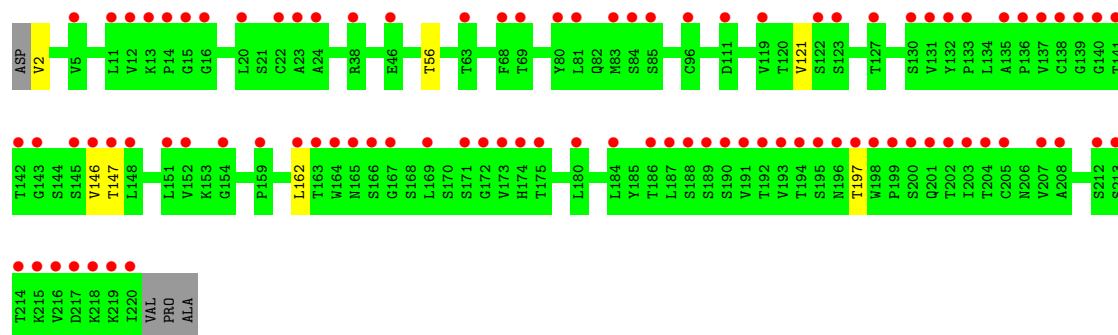 ASP V2 V5 L11 V12 K13 P14 G15 G16 L20 S21 C22 A23 A24 R38 E46 T56 T63 F68 T69 Y80 L81 Q82 M83 S84 S85 C96 D111 V119 T120 V121 S122 S123 T127 S130 V131 Y132 P133 L134 A135 P136 V137 C138 G139 G140 T141
T142 G143 S144 S145 V146 T147 L148 L151 V152 K153 G154 P159 L162 T163 W164 N165 S166 G167 S168 L169 S170 S171 G172 V173 H174 T175 L180 L184 Y185 T186 L187 S188 S189 S190 V191 T192 V193 T194 S195 N196 T197 W198 P199 S200 Q201 T202 I203 T204 C205 N206 V207 A208 S212 S213
T214 K215 V216 D217 K218 K219 I220 VAL PRO ALA